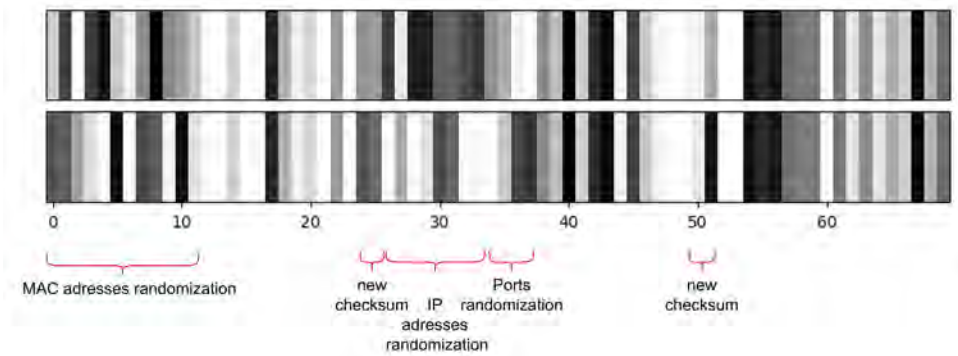 0 10 20 30 40 50 60
MAC adresses randomization
new
checksum
IP
adresses
randomization
Ports
randomization
new
checksum